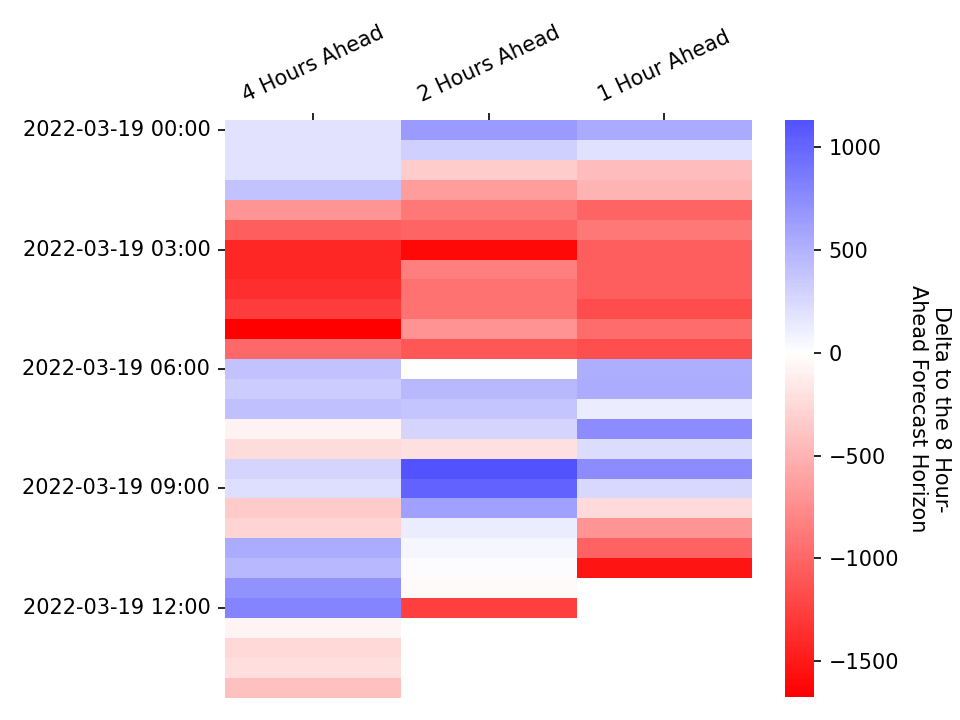 4 Hours Ahead
2 Hours Ahead
1 Hour Ahead
2022-03-19 00:00
2022-03-19 03:00
2022-03-19 06:00
2022-03-19 09:00
2022-03-19 12:00
1000
500
0
−500
−1000
−1500
Delta to the 8 Hour-
Ahead Forecast Horizon